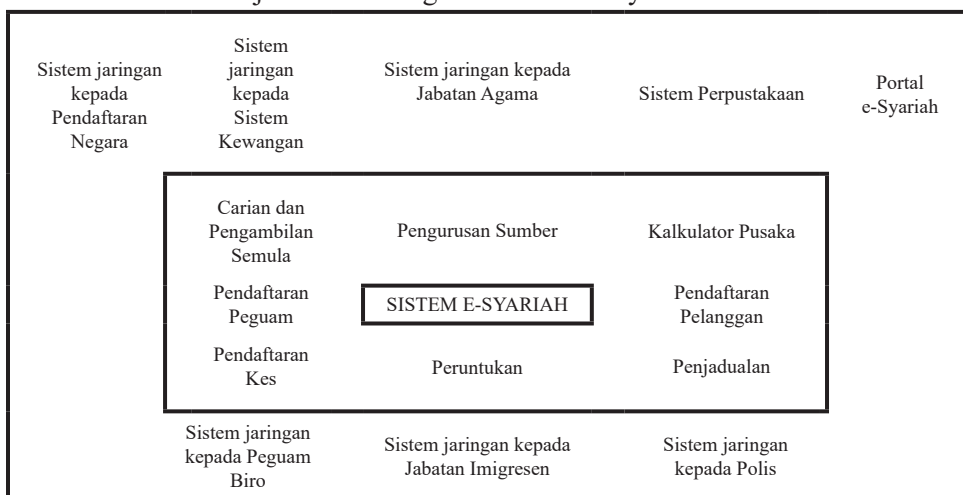 Sistem jaringan
kepada
Pendaftaran
Negara
Sistem
jaringan
kepada
Sistem
Kewangan
Sistem jaringan kepada
Jabatan Agama
Sistem Perpustakaan
Portal
e-Syariah
Carian dan
Pengambilan
Semula
Pengurusan Sumber
Kalkulator Pusaka
Pendaftaran
Peguam
SISTEM E-SYARIAH
Pendaftaran
Pelanggan
Pendaftaran
Kes
Peruntukan
Penjadualan
Sistem jaringan
kepada Peguam
Biro
Sistem jaringan kepada
Jabatan Imigresen
Sistem jaringan
kepada Polis